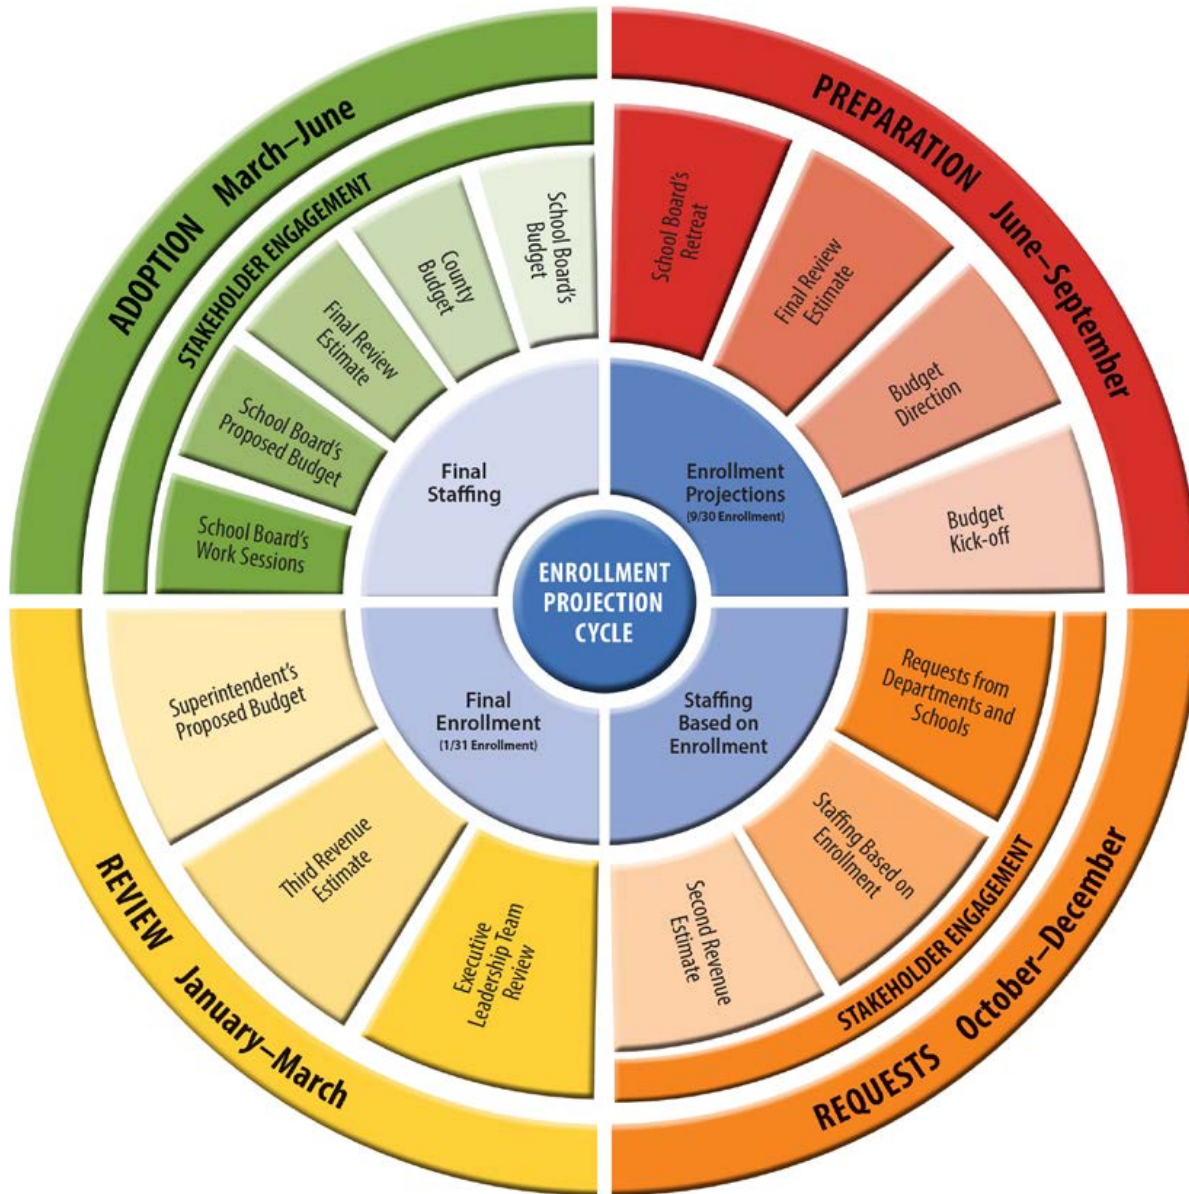 PREPARATION June–September
School Board's
Retreat
Final Review
Estimate
Budget
Direction
Budget
Kick-off
Enrollment
Projections
(9/30 Enrollment)
REQUESTS October–December
STAKEHOLDER ENGAGEMENT
Requests from
Departments and
Schools
Staffing Based on
Enrollment
Second Revenue
Estimate
Staffing
Based on
Enrollment
REVIEW January–March
Executive
Leadership Team
Review
Third Revenue
Estimate
Superintendent's
Proposed Budget
Final
Enrollment
(1/31 Enrollment)
ADOPTION March–June
STAKEHOLDER ENGAGEMENT
School Board's
Work Sessions
School Board's
Proposed Budget
Final Review
Estimate
County
Budget
School Board's
Budget
Final
Staffing
ENROLLMENT
PROJECTION
CYCLE